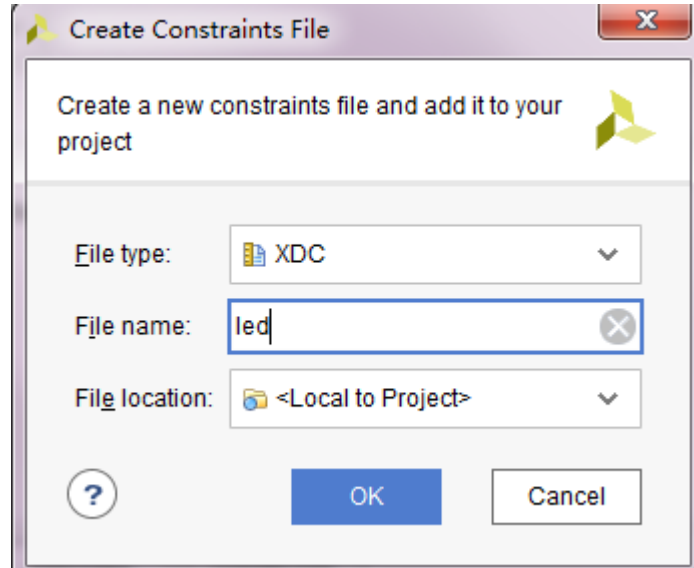 Create Constraints File
Create a new constraints file and add it to your
project
File type: XDC
File name: led
File location: <Local to Project>
? OK Cancel